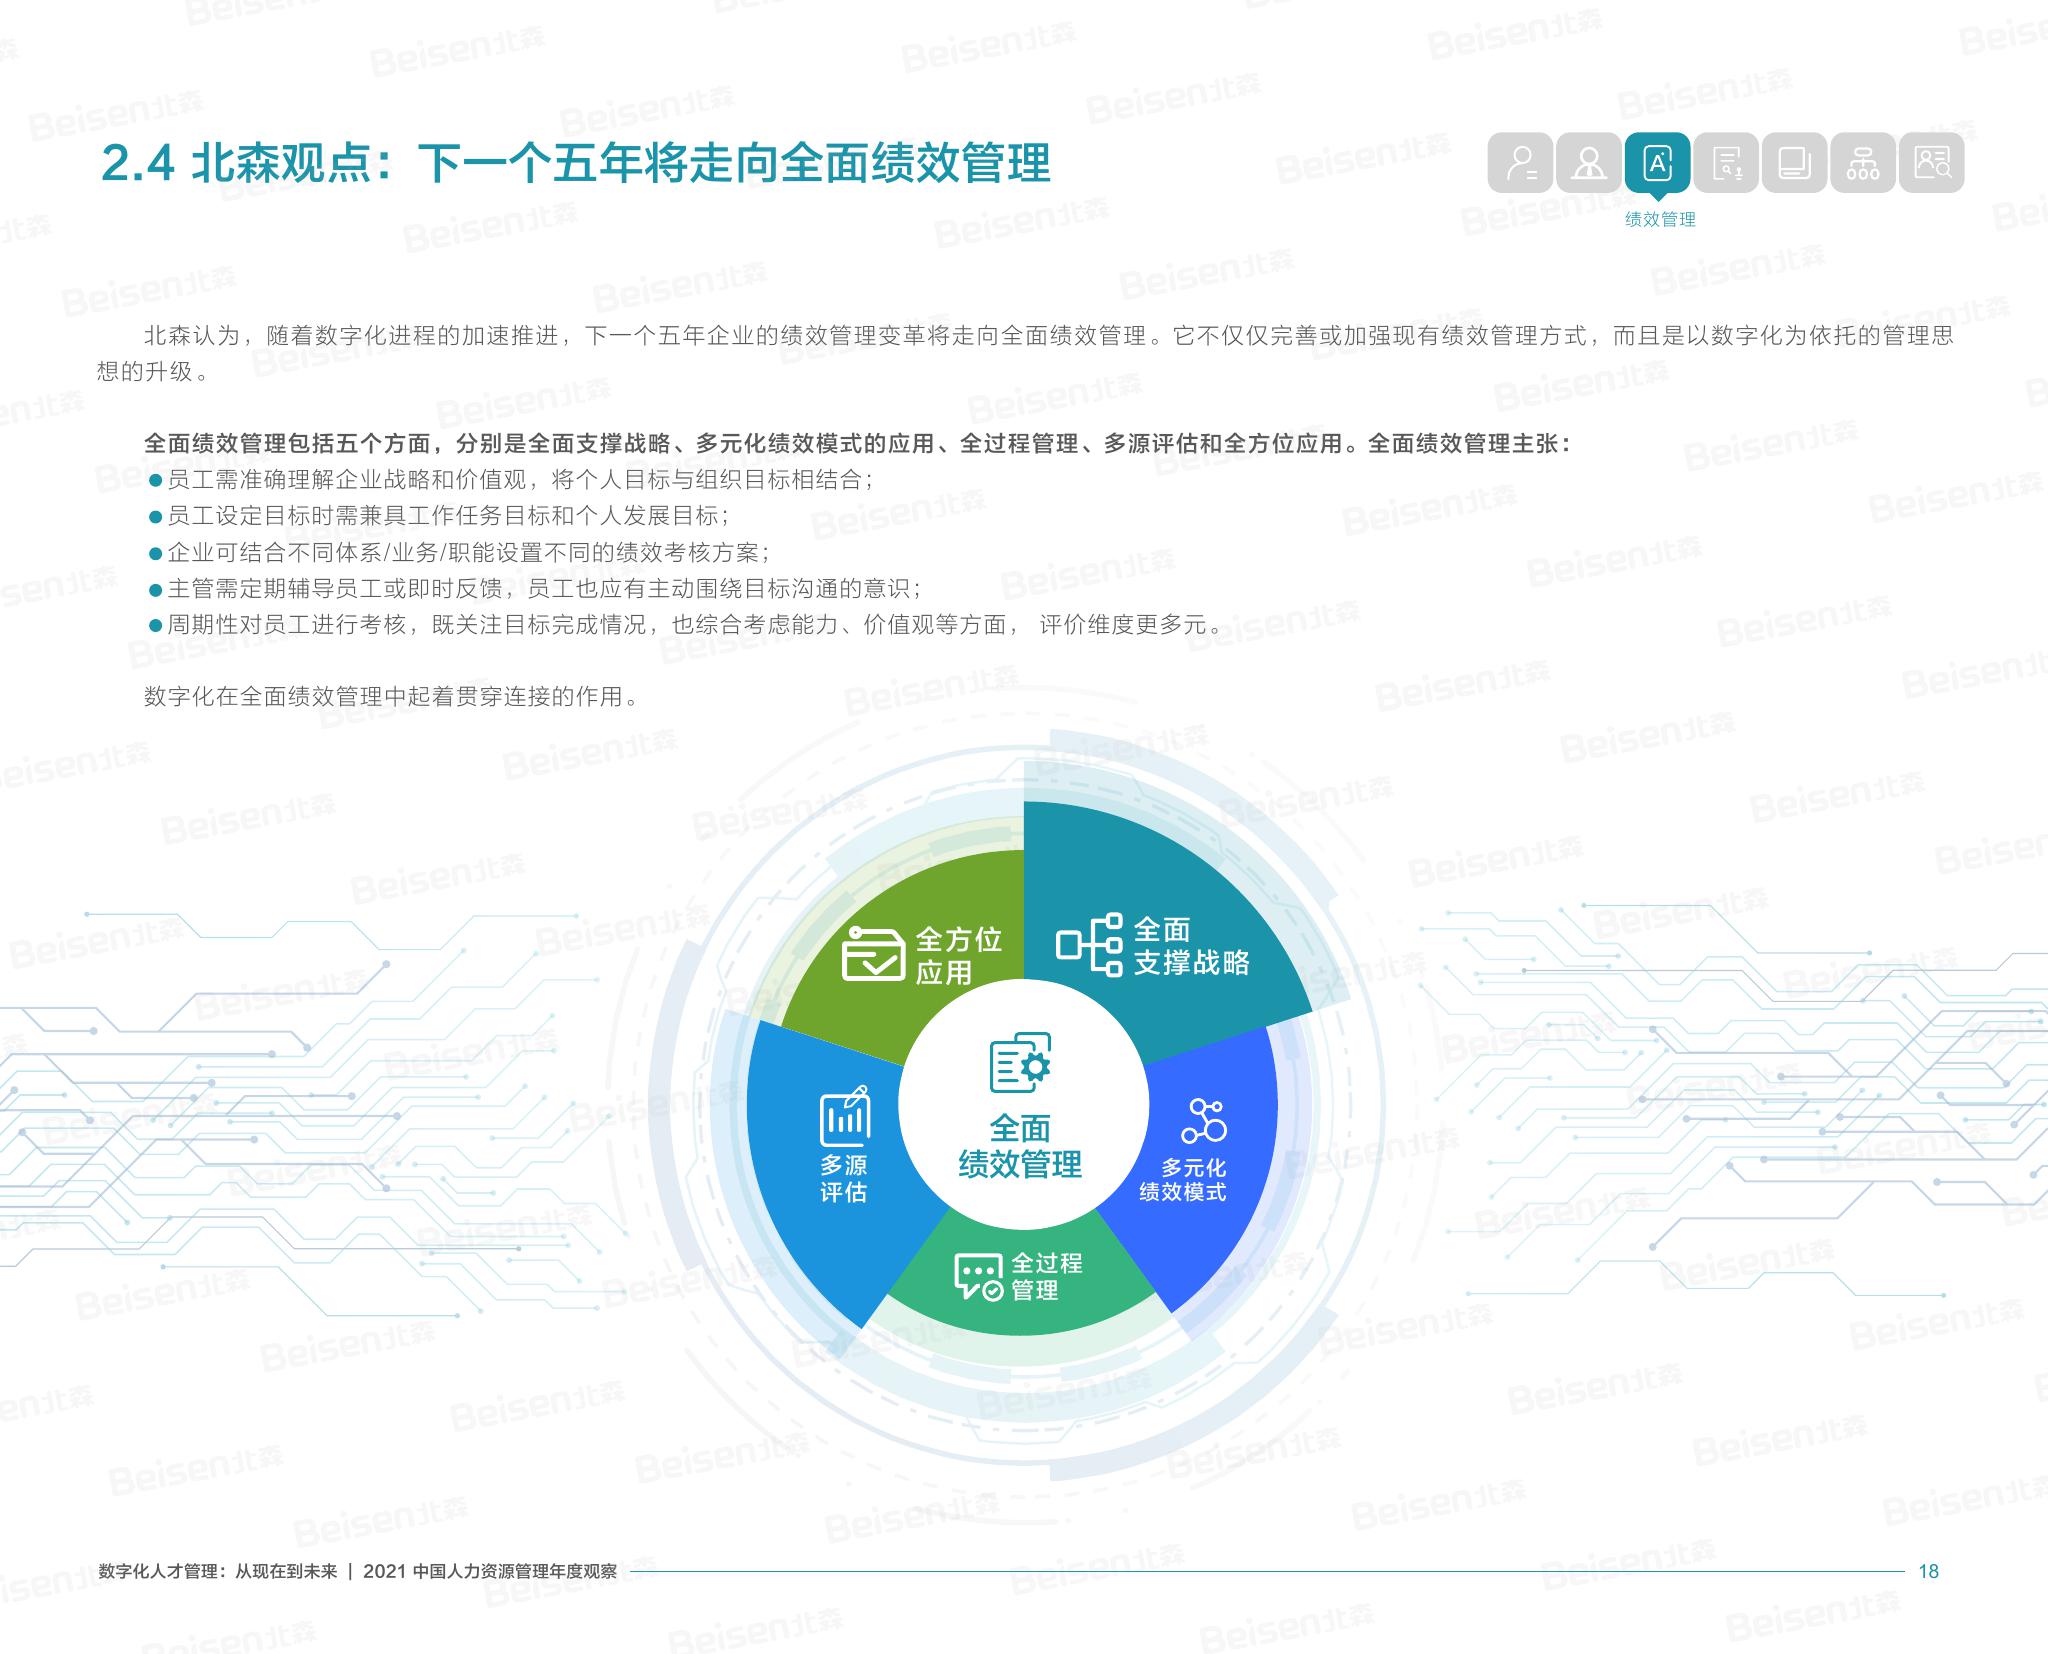 2.4 北森观点：下一个五年将走向全面绩效管理
绩效管理
北森认为，随着数字化进程的加速推进，下一个五年企业的绩效管理变革将走向全面绩效管理。它不仅仅完善或加强现有绩效管理方式，而且是以数字化为依托的管理思
想的升级。
全面绩效管理包括五个方面，分别是全面支撑战略、多元化绩效模式的应用、全过程管理、多源评估和全方位应用。全面绩效管理主张：
●员工需准确理解企业战略和价值观，将个人目标与组织目标相结合；
●员工设定目标时需兼具工作任务目标和个人发展目标；
●企业可结合不同体系/业务/职能设置不同的绩效考核方案；
●主管需定期辅导员工或即时反馈，员工也应有主动围绕目标沟通的意识；
●周期性对员工进行考核，既关注目标完成情况，也综合考虑能力、价值观等方面， 评价维度更多元。
数字化在全面绩效管理中起着贯穿连接的作用。
全方位
应用
全面
支撑战略
多源
评估
全面
绩效管理
多元化
绩效模式
全过程
管理
数字化人才管理：从现在到未来 | 2021 中国人力资源管理年度观察
18
Beisen北森